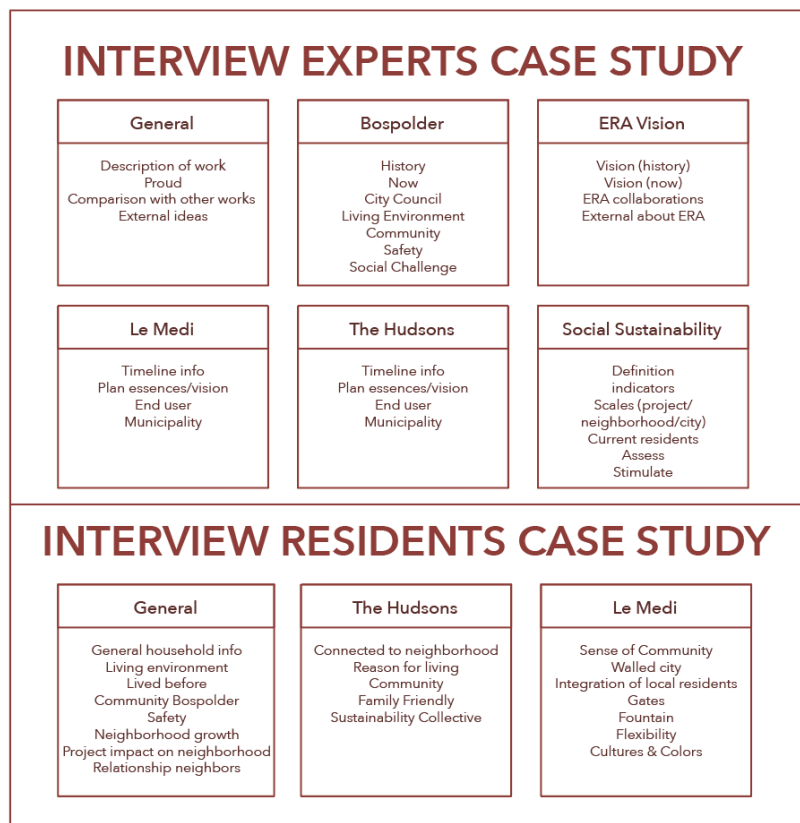 INTERVIEW EXPERTS CASE STUDY
General
Description of work
Proud
Comparison with other works
External ideas
Bospolder
History
Now
City Council
Living Environment
Community
Safety
Social Challenge
ERA Vision
Vision (history)
Vision (now)
ERA collaborations
External about ERA
Le Medi
Timeline info
Plan essences/vision
End user
Municipality
The Hudsons
Timeline info
Plan essences/vision
End user
Municipality
Social Sustainability
Definition
indicators
Scales (project/
neighborhood/city)
Current residents
Assess
Stimulate
INTERVIEW RESIDENTS CASE STUDY
General
General household info
Living environment
Lived before
Community Bospolder
Safety
Neighborhood growth
Project impact on neighborhood
Relationship neighbors
The Hudsons
Connected to neighborhood
Reason for living
Community
Family Friendly
Sustainability Collective
Le Medi
Sense of Community
Walled city
Integration of local residents
Gates
Fountain
Flexibility
Cultures & Colors